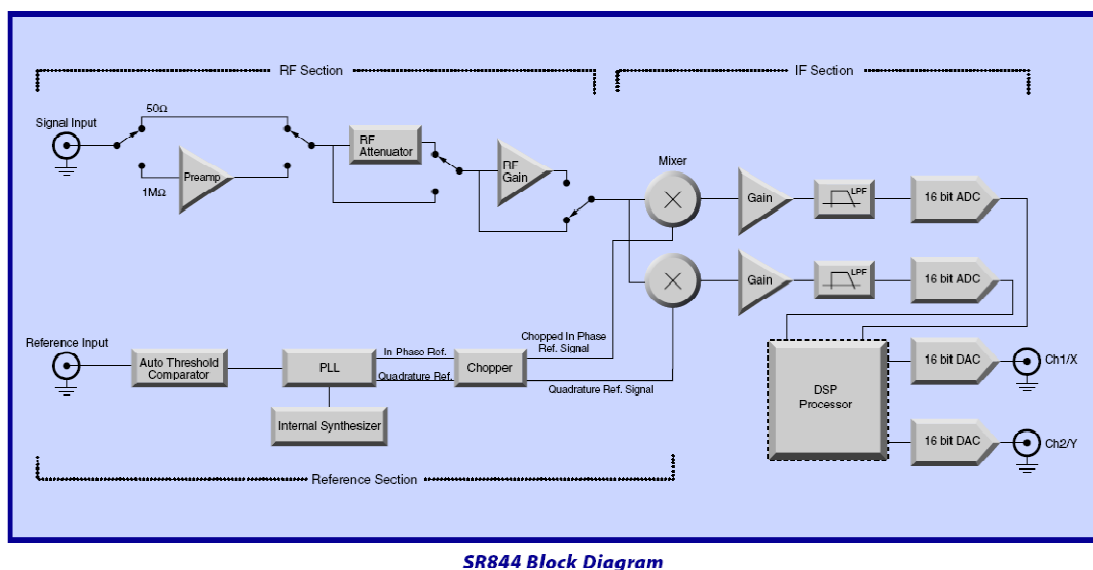 RF Section
IF Section
50Ω
Signal Input
RF
Attenuator
RF
Gain
Preamp
1MΩ
Mixer
Gain
LPF
16 bit ADC
Gain
LPF
16 bit ADC
Reference Input
Auto Threshold
Comparator
PLL
In Phase Ref.
Quadrature Ref.
Chopper
Chopped In Phase
Ref. Signal
Quadrature Ref. Signal
Internal Synthesizer
DSP
Processor
16 bit DAC
Ch1/X
16 bit DAC
Ch2/Y
Reference Section
SR844 Block Diagram